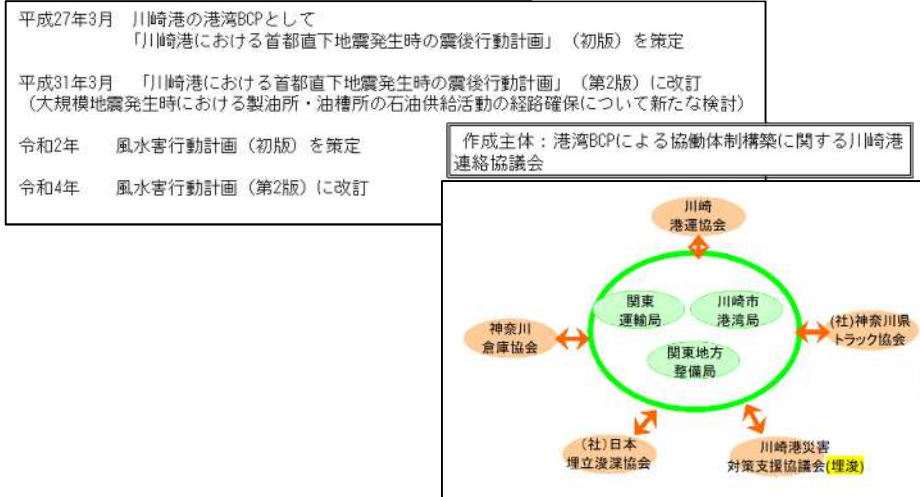 平成27年3月　川崎港の港湾BCPとして
「川崎港における首都直下地震発生時の震後行動計画」（初版）を策定
平成31年3月　「川崎港における首都直下地震発生時の震後行動計画」（第2版）に改訂
（大規模地震発生時における製油所・油槽所の石油供給活動の経路確保について新たな検討）
令和2年　風水害行動計画（初版）を策定
令和4年　風水害行動計画（第2版）に改訂
作成主体：港湾BCPによる協働体制構築に関する川崎港
連絡協議会
川崎
港運協会
関東
運輸局
川崎市
港湾局
関東地方
整備局
神奈川
倉庫協会
(社)神奈川県
トラック協会
(社)日本
埋立浚渫協会
川崎港災害
対策支援協議会(埋浚)